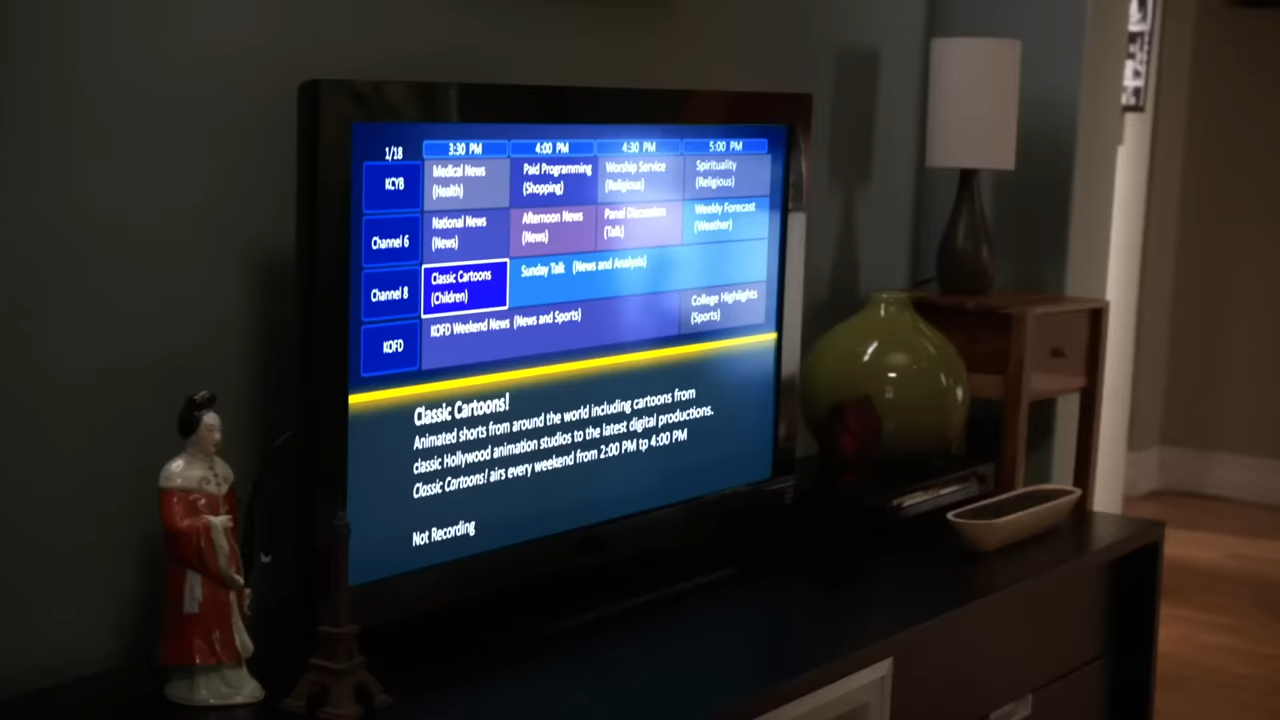 1/18 3:30 PM 4:00 PM 4:30 PM 5:00 PM
KCYB
Medical News
(Health)
Paid Programming
(Shopping)
Worship Service
(Religious)
Spirituality
(Religious)
Channel 6
National News
(News)
Afternoon News
(News)
Panel Discussion
(Talk)
Weekly Forecast
(Weather)
Channel 8
Classic Cartoons
(Children)
Sunday Talk (News and Analysis)
KOFD
KOFD Weekend News (News and Sports)
College Highlights
(Sports)
Classic Cartoons!
Animated shorts from around the world including cartoons from
classic Hollywood animation studios to the latest digital productions.
Classic Cartoons! airs every weekend from 2:00 PM tp 4:00 PM
Not Recording